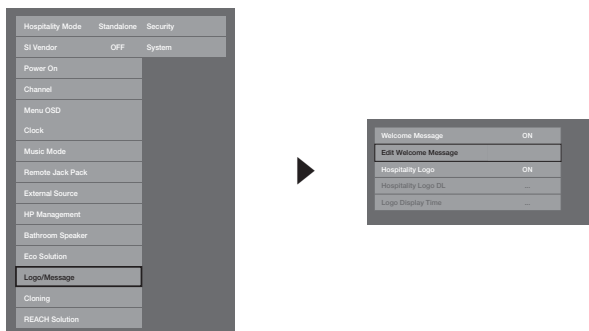 Hospitality Mode Standalone Security
SI Vendor OFF System
Power On
Channel
Menu OSD
Clock
Music Mode
Remote Jack Pack
External Source
HP Management
Bathroom Speaker
Eco Solution
Logo/Message
Cloning
REACH Solution
Welcome Message ON
Edit Welcome Message
Hospitality Logo ON
Hospitality Logo DL ...
Logo Display Time ...